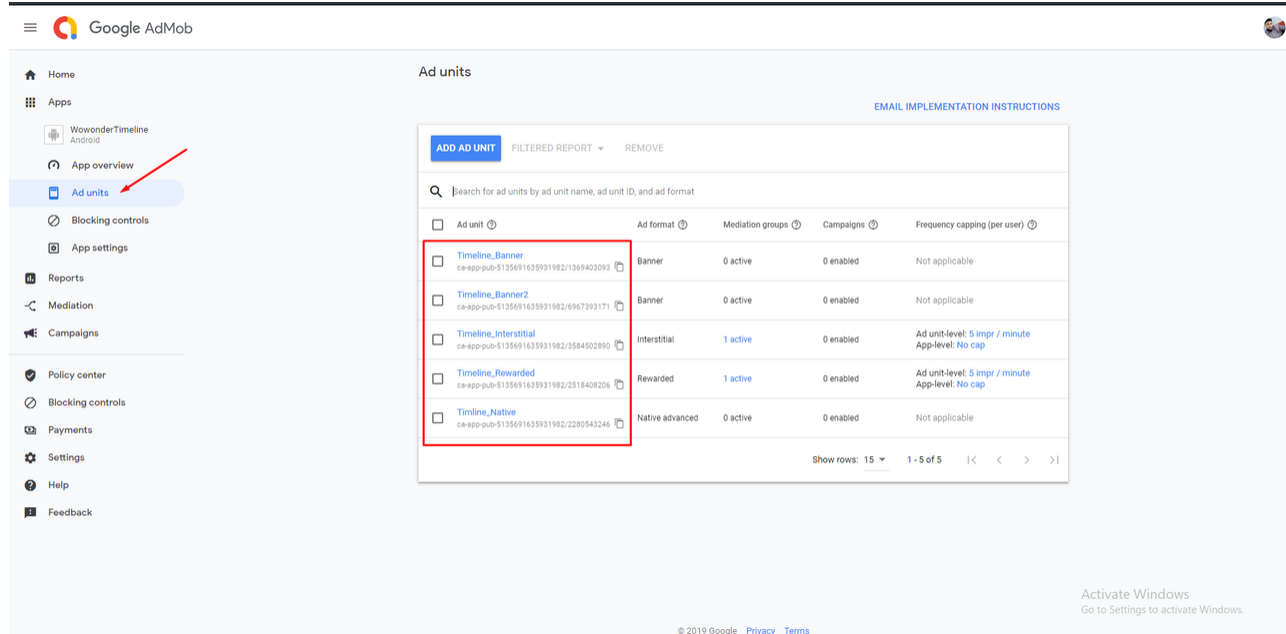 Google AdMob
Home
Apps
WowonderTimeline
Android
App overview
Ad units
Blocking controls
App settings
Reports
Mediation
Campaigns
Policy center
Blocking controls
Payments
Settings
Help
Feedback
Ad units
EMAIL IMPLEMENTATION INSTRUCTIONS
ADD AD UNIT FILTERED REPORT REMOVE
Search for ad units by ad unit name, ad unit ID, and ad format
Ad unit Ad format Mediation groups Campaigns Frequency capping (per user)
Timeline_Banner
ca-app-pub-5135691635931982/1369403093 Banner 0 active 0 enabled Not applicable
Timeline_Banner2
ca-app-pub-5135691635931982/6967393171 Banner 0 active 0 enabled Not applicable
Timeline_Interstitial
ca-app-pub-5135691635931982/3584502890 Interstitial 1 active 0 enabled Ad unit-level: 5 impr / minute
App-level: No cap
Timeline_Rewarded
ca-app-pub-5135691635931982/2518408206 Rewarded 1 active 0 enabled Ad unit-level: 5 impr / minute
App-level: No cap
Timline_Native
ca-app-pub-5135691635931982/2280543246 Native advanced 0 active 0 enabled Not applicable
Show rows: 15 1 - 5 of 5
Activate Windows
Go to Settings to activate Windows.
© 2019 Google Privacy Terms